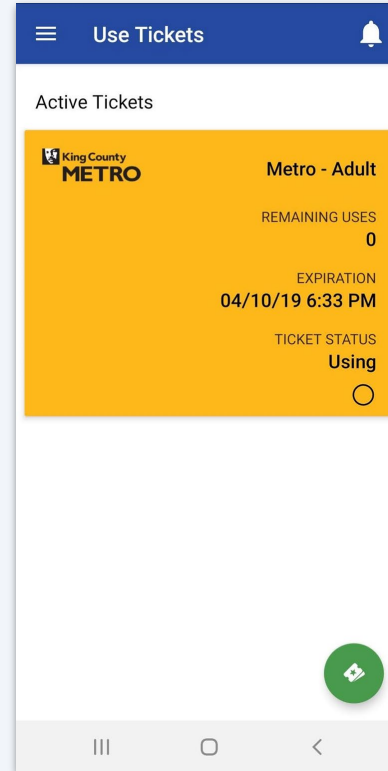 Use Tickets
Active Tickets
King County
METRO
Metro - Adult
REMAINING USES
0
EXPIRATION
04/10/19 6:33 PM
TICKET STATUS
Using